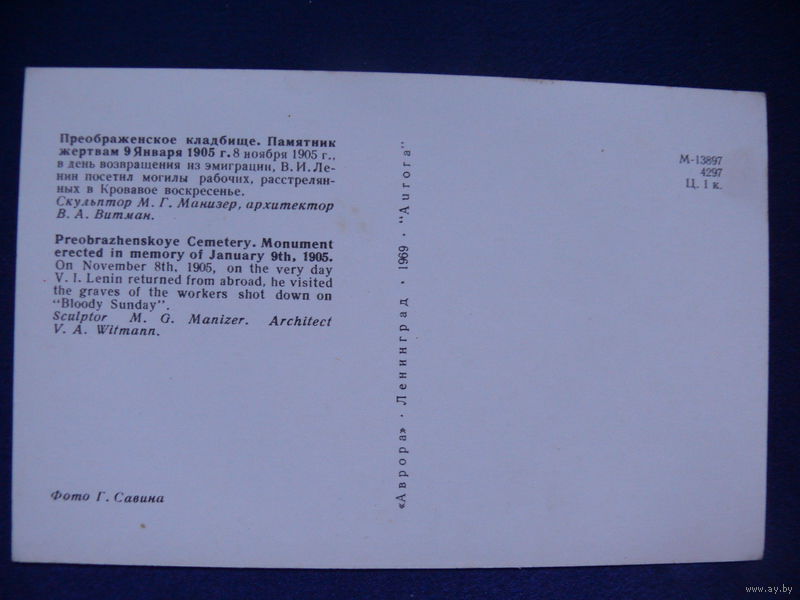 Преображенское кладбище. Памятник
жертвам 9 Января 1905 г. 8 ноября 1905 г.,
в день возвращения из эмиграции, В. И. Ле-
нин посетил могилы рабочих, расстрелян-
ных в Кровавое воскресенье.
Скульптор М. Г. Манизер, архитектор
В. А. Витман.
Preobrazhenskoye Cemetery. Monument
erected in memory of January 9th, 1905.
On November 8th, 1905, on the very day
V. I. Lenin returned from abroad, he visited
the graves of the workers shot down on
"Bloody Sunday".
Sculptor M. G. Manizer. Architect
V. A. Witmann.
Фото Г. Савина
«Аврора» · Ленинград · 1969 · "Aurora"
М-13897
4297
Ц. 1 к.
www.ay.by